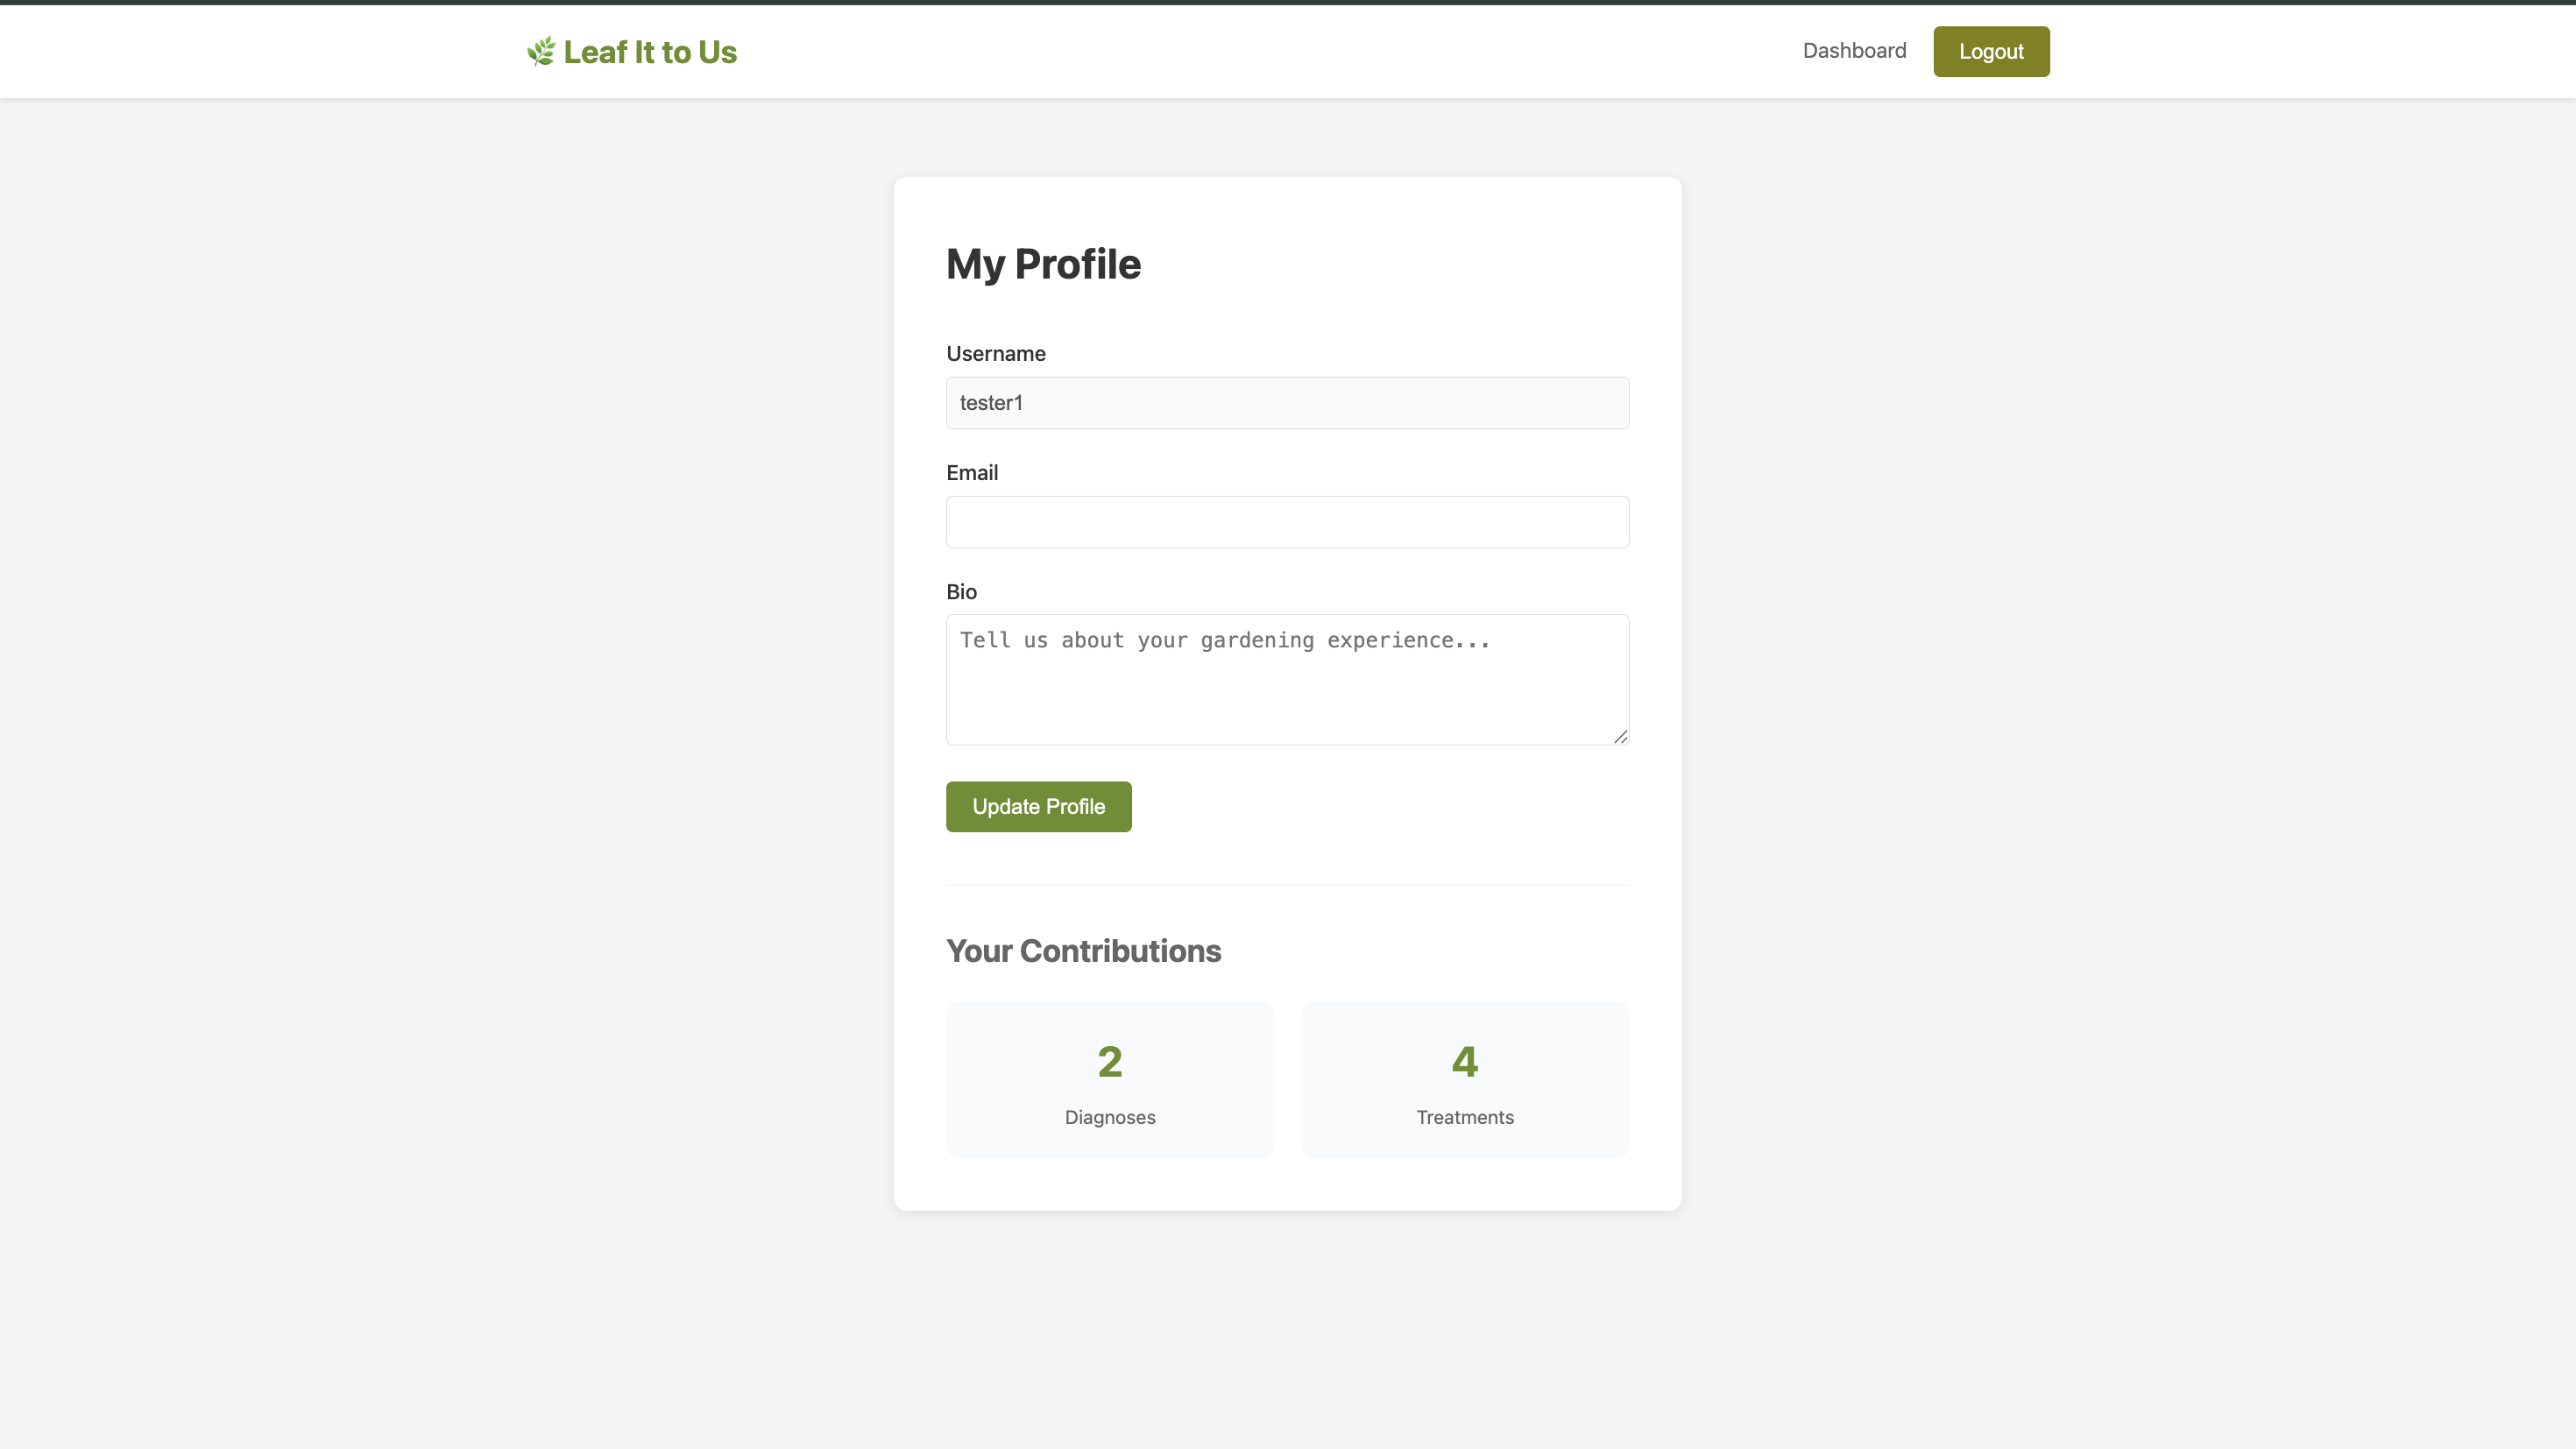 Leaf It to Us
Dashboard
Logout
My Profile
Username
tester1
Email
Bio
Tell us about your gardening experience...
Update Profile
Your Contributions
2
Diagnoses
4
Treatments